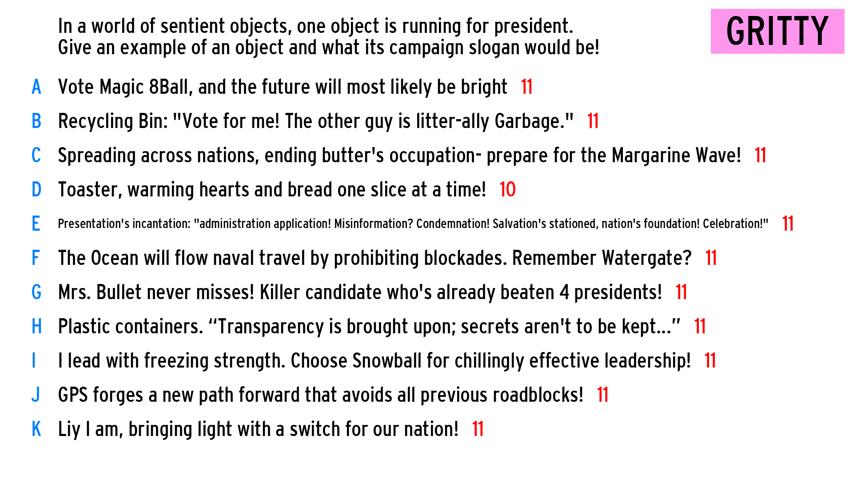 In a world of sentient objects, one object is running for president.
Give an example of an object and what its campaign slogan would be!
GRITTY
A Vote Magic 8Ball, and the future will most likely be bright 11
B Recycling Bin: "Vote for me! The other guy is litter-ally Garbage." 11
C Spreading across nations, ending butter's occupation- prepare for the Margarine Wave! 11
D Toaster, warming hearts and bread one slice at a time! 10
E Presentation's incantation: "administration application! Misinformation? Condemnation! Salvation's stationed, nation's foundation! Celebration!" 11
F The Ocean will flow naval travel by prohibiting blockades. Remember Watergate? 11
G Mrs. Bullet never misses! Killer candidate who's already beaten 4 presidents! 11
H Plastic containers. “Transparency is brought upon; secrets aren't to be kept...” 11
I I lead with freezing strength. Choose Snowball for chillingly effective leadership! 11
J GPS forges a new path forward that avoids all previous roadblocks! 11
K Liy I am, bringing light with a switch for our nation! 11